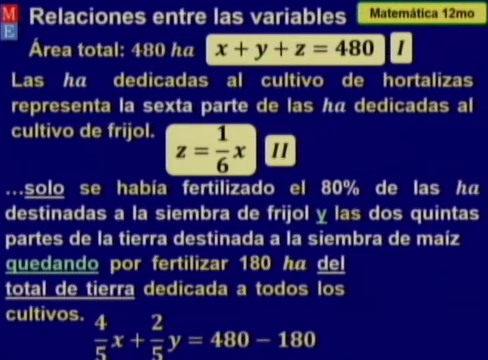 M
E
Relaciones entre las variables
Matemática 12mo
Área total: 480 ha x + y + z = 480 I
Las ha dedicadas al cultivo de hortalizas
representa la sexta parte de las ha dedicadas al
cultivo de frijol.
z = 1/6 x II
...solo se había fertilizado el 80% de las ha
destinadas a la siembra de frijol y las dos quintas
partes de la tierra destinada a la siembra de maíz
quedando por fertilizar 180 ha del
total de tierra dedicada a todos los
cultivos.
4/5 x + 2/5 y = 480 − 180